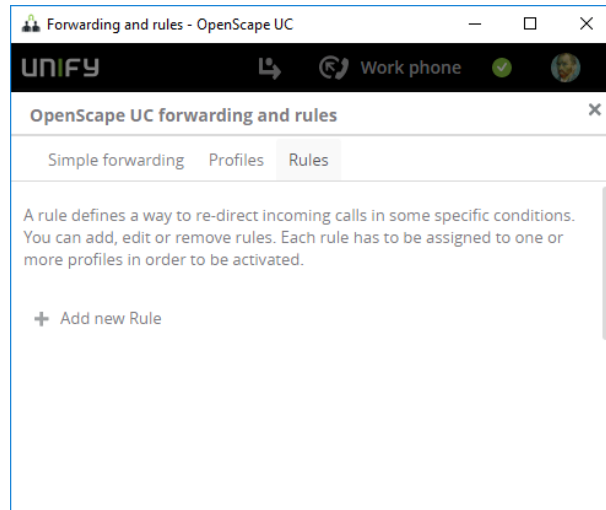 Forwarding and rules - OpenScape UC
UNIFY
Work phone
OpenScape UC forwarding and rules
Simple forwarding Profiles Rules
A rule defines a way to re-direct incoming calls in some specific conditions.
You can add, edit or remove rules. Each rule has to be assigned to one or
more profiles in order to be activated.
+ Add new Rule